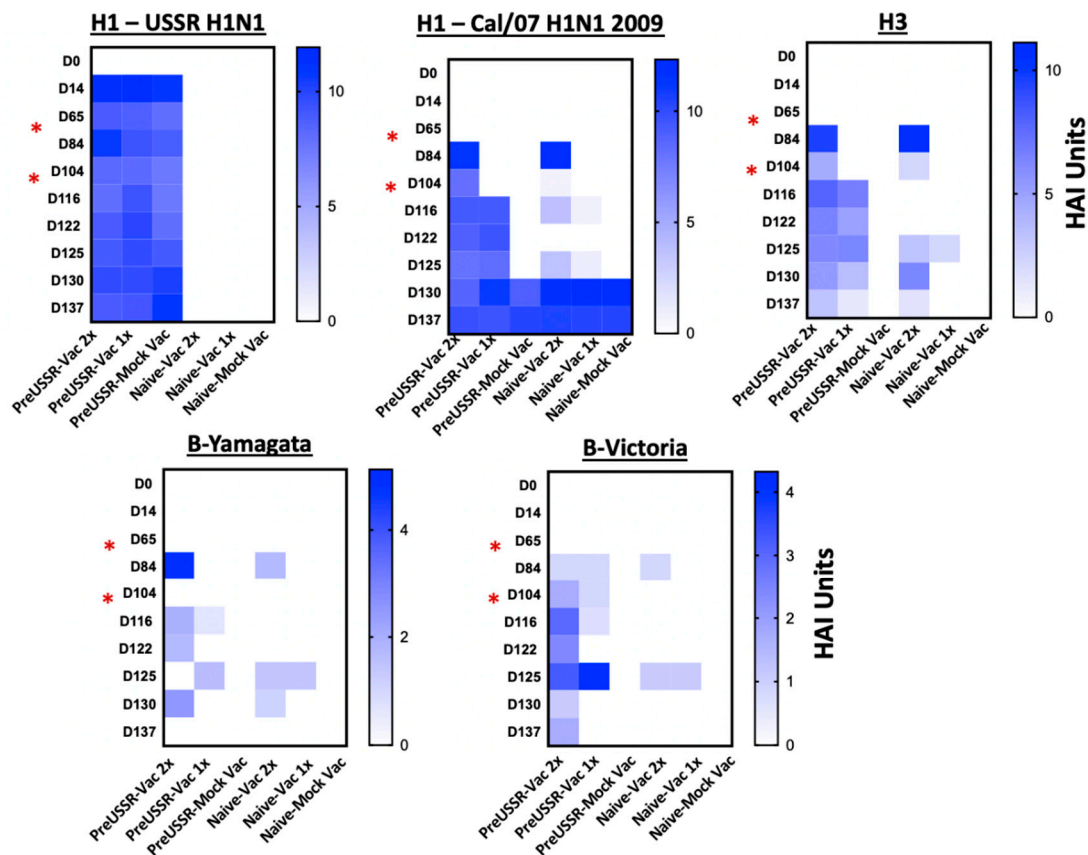 H1 – USSR H1N1
D0
D14
D65
*
D84
D104
*
D116
D122
D125
D130
D137
10
5
0
PreUSSR-Vac 2x
PreUSSR-Vac 1x
PreUSSR-Mock Vac
Naive-Vac 2x
Naive-Vac 1x
Naive-Mock Vac
H1 – Cal/07 H1N1 2009
D0
D14
D65
*
D84
D104
*
D116
D122
D125
D130
D137
10
5
0
PreUSSR-Vac 2x
PreUSSR-Vac 1x
PreUSSR-Mock Vac
Naive-Vac 2x
Naive-Vac 1x
Naive-Mock Vac
H3
D0
D14
D65
*
D84
D104
*
D116
D122
D125
D130
D137
10
5
0
HAI Units
PreUSSR-Vac 2x
PreUSSR-Vac 1x
PreUSSR-Mock Vac
Naive-Vac 2x
Naive-Vac 1x
Naive-Mock Vac
B-Yamagata
D0
D14
D65
*
D84
D104
*
D116
D122
D125
D130
D137
4
2
0
PreUSSR-Vac 2x
PreUSSR-Vac 1x
PreUSSR-Mock Vac
Naive-Vac 2x
Naive-Vac 1x
Naive-Mock Vac
B-Victoria
D0
D14
D65
*
D84
D104
*
D116
D122
D125
D130
D137
4
3
2
1
0
HAI Units
PreUSSR-Vac 2x
PreUSSR-Vac 1x
PreUSSR-Mock Vac
Naive-Vac 2x
Naive-Vac 1x
Naive-Mock Vac